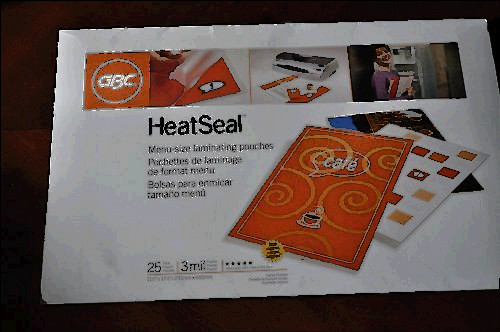 GBC
HeatSeal
Menu-size laminating pouches
Pochettes de laminage
de format menu
Bolsas para enmicar
tamaño menú
café
25
3 mil